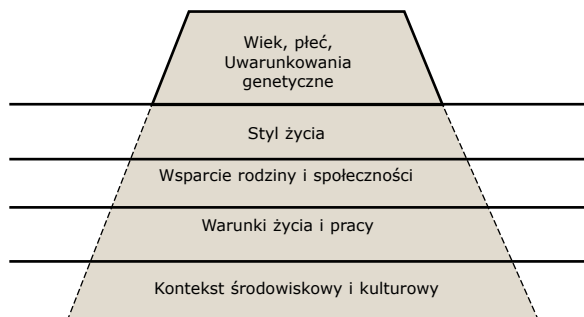 Wiek, płeć,
Uwarunkowania
genetyczne
Styl życia
Wsparcie rodziny i społeczności
Warunki życia i pracy
Kontekst środowiskowy i kulturowy